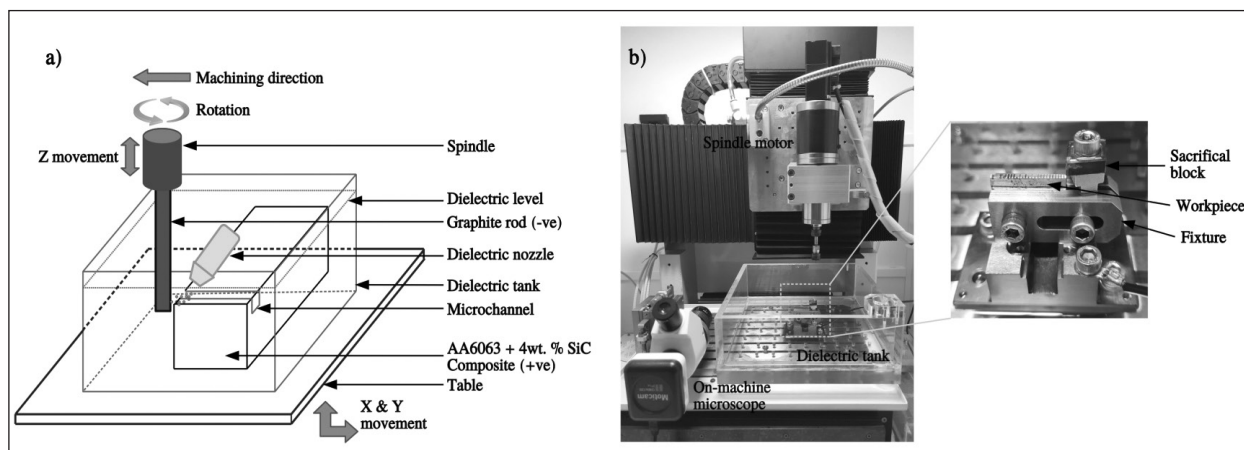 a)
Machining direction
Rotation
Z movement
Spindle
Dielectric level
Graphite rod (-ve)
Dielectric nozzle
Dielectric tank
Microchannel
AA6063 + 4wt. % SiC
Composite (+ve)
Table
X & Y
movement
b)
Spindle motor
Dielectric tank
On-machine
microscope
Moticam
Sacrifical
block
Workpiece
Fixture